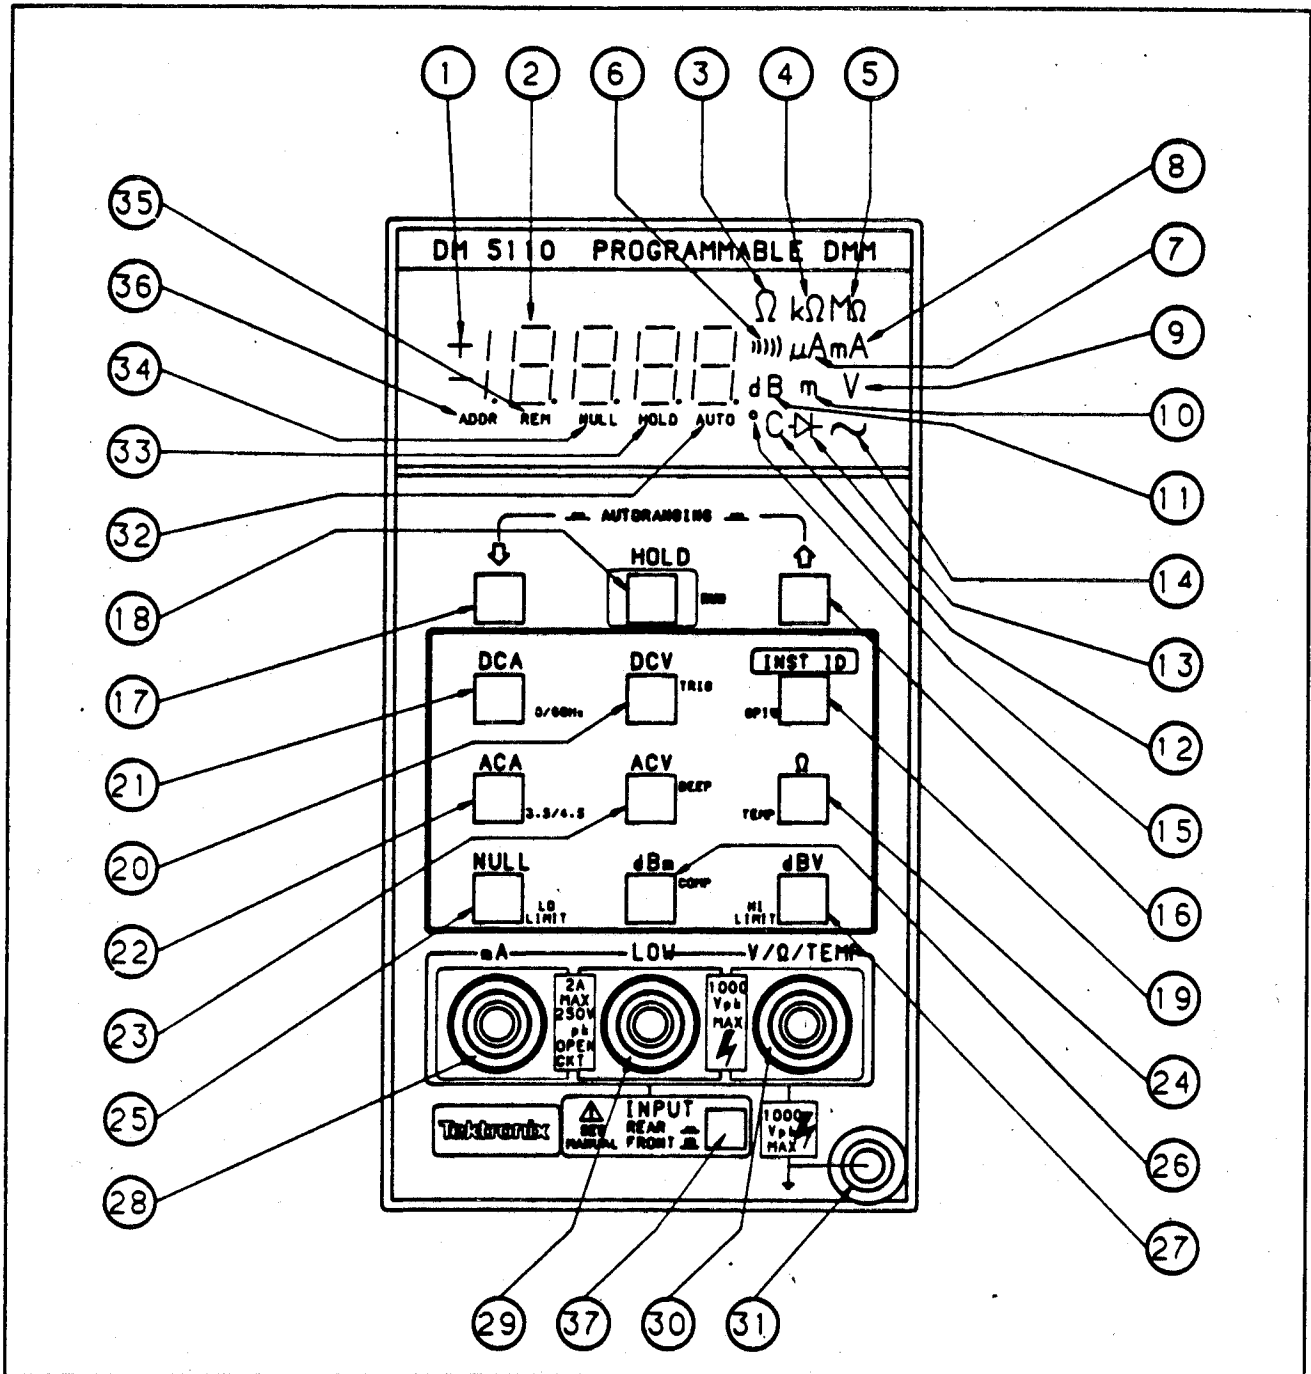 1 2 6 3 4 5
8
35
7
DM 5110 PROGRAMMABLE DMM
36
Ω kΩ MΩ
9
µA mA
34
dB m V
10
ADDR REM NULL HOLD AUTO
° C
33
11
32
AUTORANGING
14
HOLD
18
RUN
13
DCA DCV INST ID
17
TRIG
GPIB
12
21
ACA ACV Ω
BEEP
3.5/4.5 TEMP
15
20
NULL dBm dBV
COMP
16
LO LIMIT
HI LIMIT
22
mA LOW V/Ω/TEMP
2A MAX 250V pk OPEN CKT
1000 Vpk MAX
19
23
24
25
Tektronix
SEE MANUAL
INPUT
REAR
FRONT
1000 Vpk MAX
26
28
27
29 37 30 31